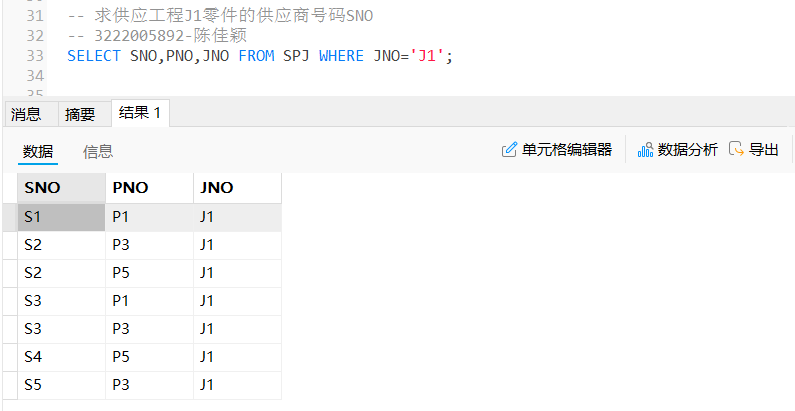 31 -- 求供应工程J1零件的供应商号码SNO
32 -- 3222005892-陈佳颖
33 SELECT SNO,PNO,JNO FROM SPJ WHERE JNO='J1';
34
35
消息 摘要 结果 1
数据 信息 单元格编辑器 数据分析 导出
SNO PNO JNO
S1 P1 J1
S2 P3 J1
S2 P5 J1
S3 P1 J1
S3 P3 J1
S4 P5 J1
S5 P3 J1